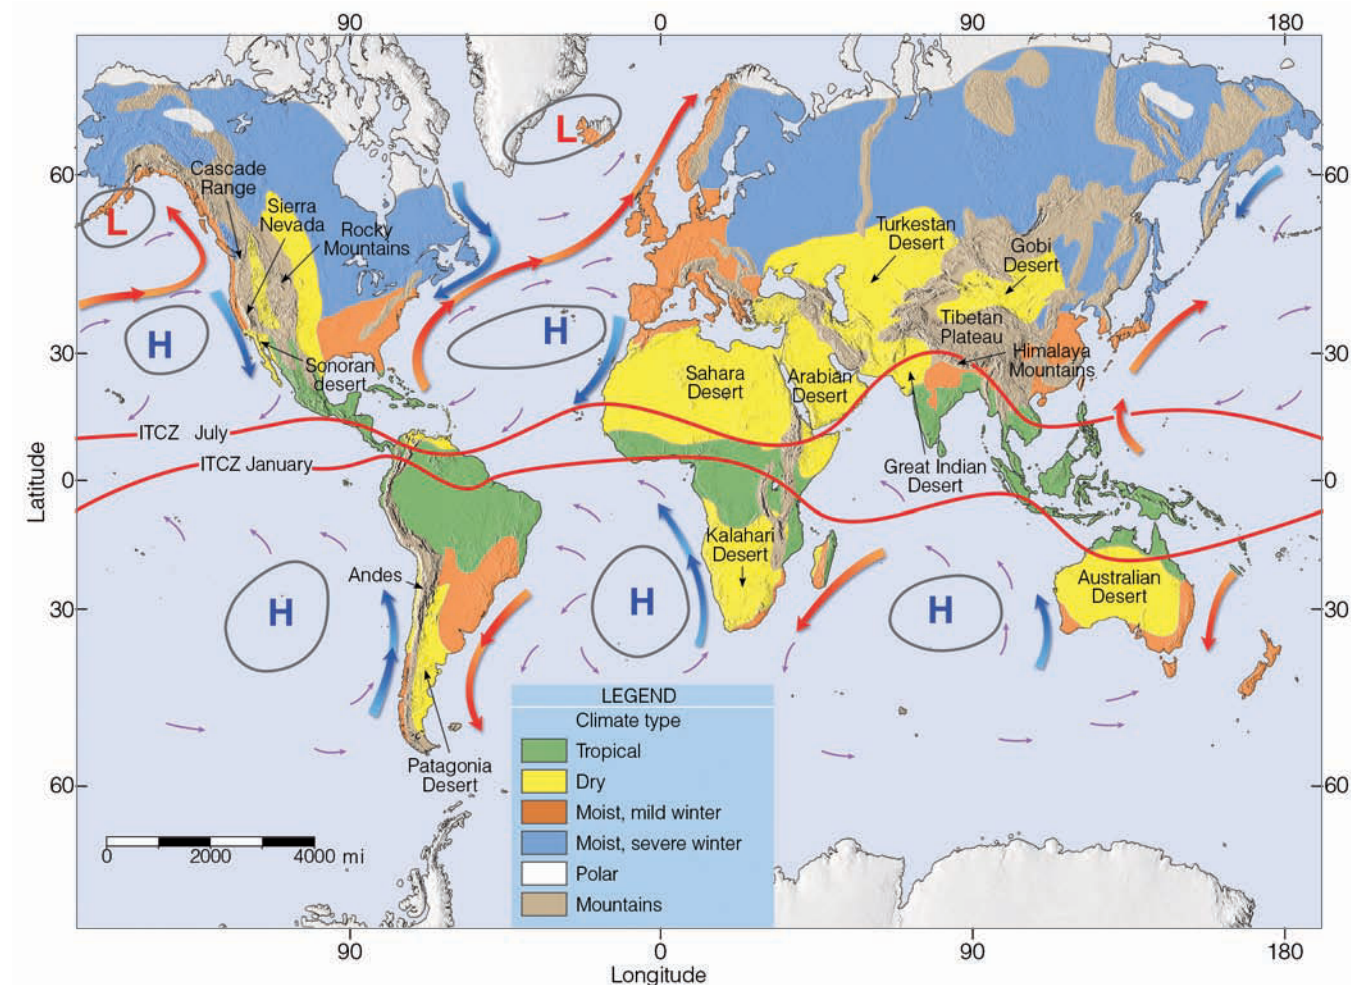 90
0
90
180
60
60
L
L
Cascade
Range
Sierra
Nevada
Rocky
Mountains
Turkestan
Desert
Gobi
Desert
H
H
Tibetan
Plateau
30
30
Himalaya
Mountains
Sonoran
desert
Sahara
Desert
Arabian
Desert
ITCZ July
ITCZ January
Great Indian
Desert
Latitude
0
0
Kalahari
Desert
Andes
Australian
Desert
H
H
H
30
30
Patagonia
Desert
60
60
LEGEND
Climate type
Tropical
Dry
Moist, mild winter
Moist, severe winter
Polar
Mountains
0 2000 4000 mi
90
0
90
180
Longitude